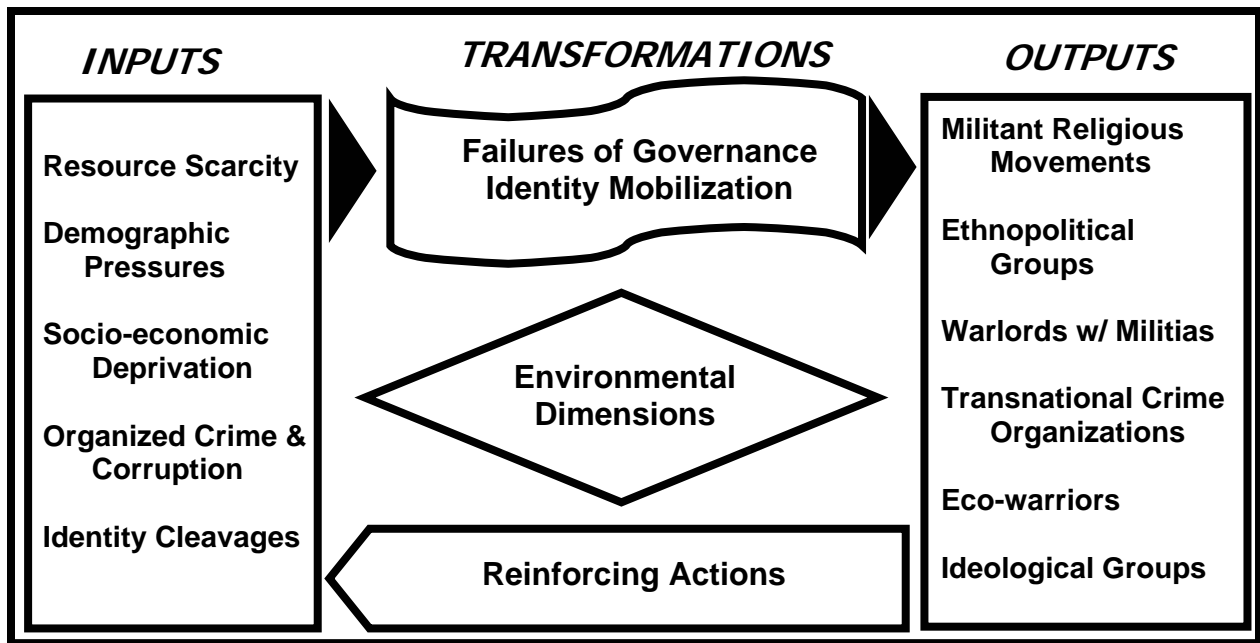 INPUTS
Resource Scarcity
Demographic
Pressures
Socio-economic
Deprivation
Organized Crime &
Corruption
Identity Cleavages
TRANSFORMATIONS
Failures of Governance
Identity Mobilization
Environmental
Dimensions
Reinforcing Actions
OUTPUTS
Militant Religious
Movements
Ethnopolitical
Groups
Warlords w/ Militias
Transnational Crime
Organizations
Eco-warriors
Ideological Groups